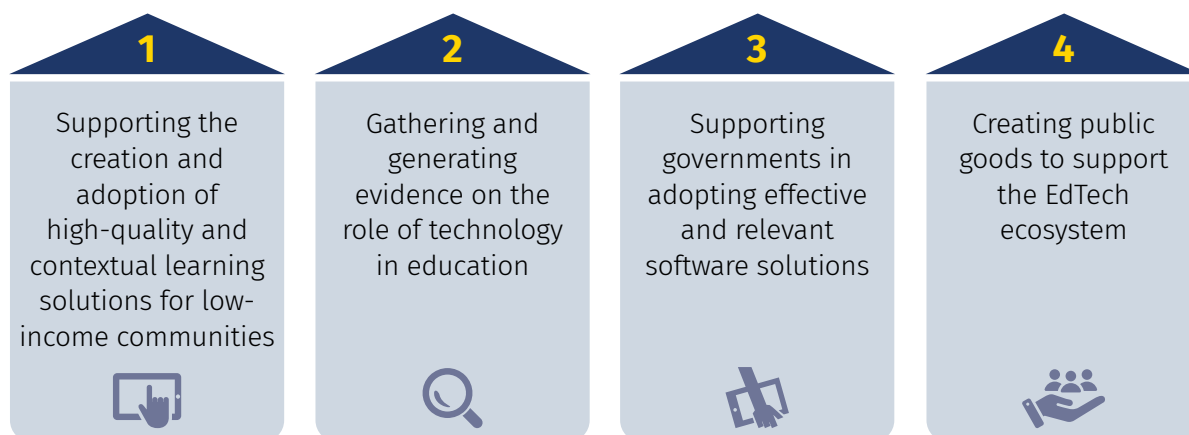 1
Supporting the
creation and
adoption of
high-quality and
contextual learning
solutions for low-
income communities
2
Gathering and
generating
evidence on the
role of technology
in education
3
Supporting
governments in
adopting effective
and relevant
software solutions
4
Creating public
goods to support
the EdTech
ecosystem